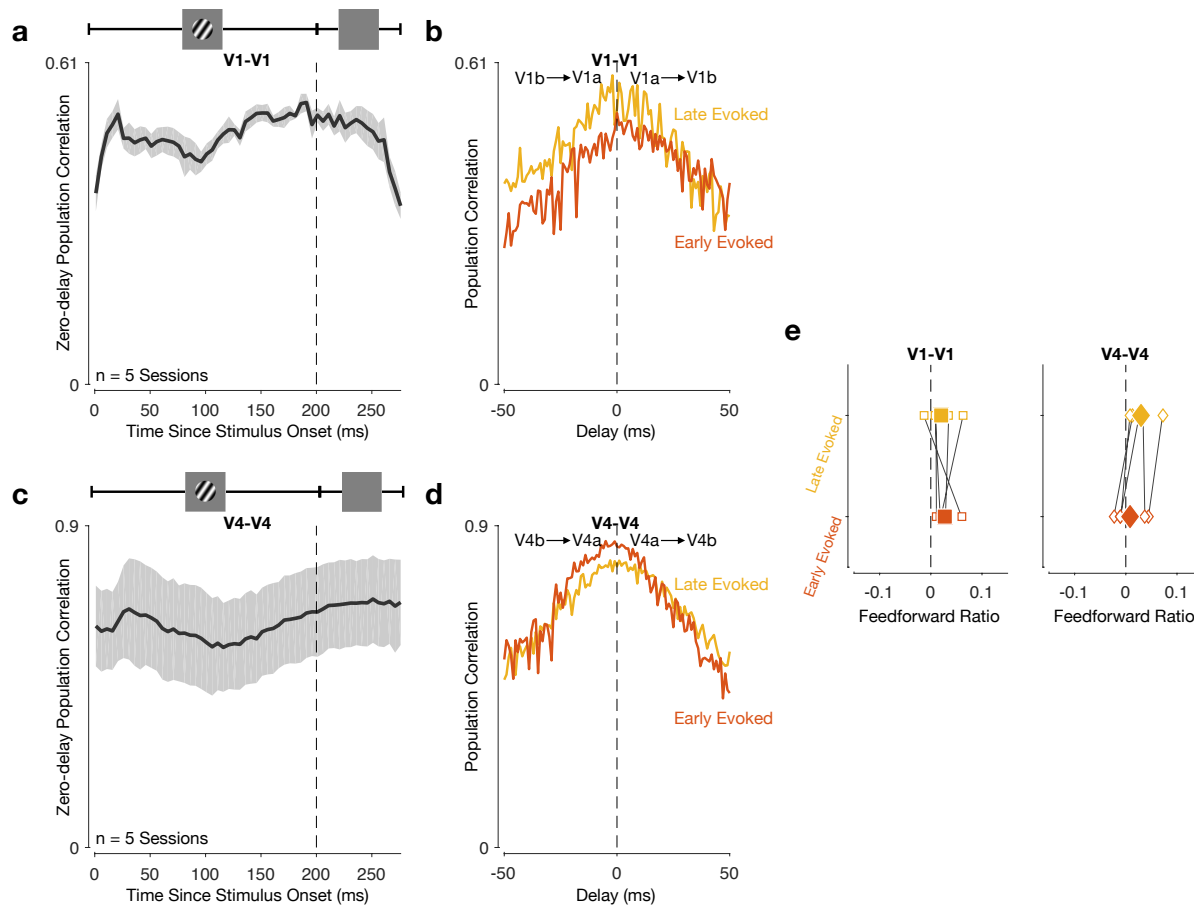 a
V1-V1
0.61
Zero-delay Population Correlation
0
n = 5 Sessions
0 50 100 150 200 250
Time Since Stimulus Onset (ms)
b
V1-V1
0.61
V1b V1a V1a V1b
Late Evoked
Early Evoked
Population Correlation
0
-50 0 50
Delay (ms)
c
V4-V4
0.9
Zero-delay Population Correlation
0
n = 5 Sessions
0 50 100 150 200 250
Time Since Stimulus Onset (ms)
d
V4-V4
0.9
V4b V4a V4a V4b
Late Evoked
Early Evoked
Population Correlation
0
-50 0 50
Delay (ms)
e
V1-V1
Late Evoked
Early Evoked
-0.1 0 0.1
Feedforward Ratio
V4-V4
-0.1 0 0.1
Feedforward Ratio